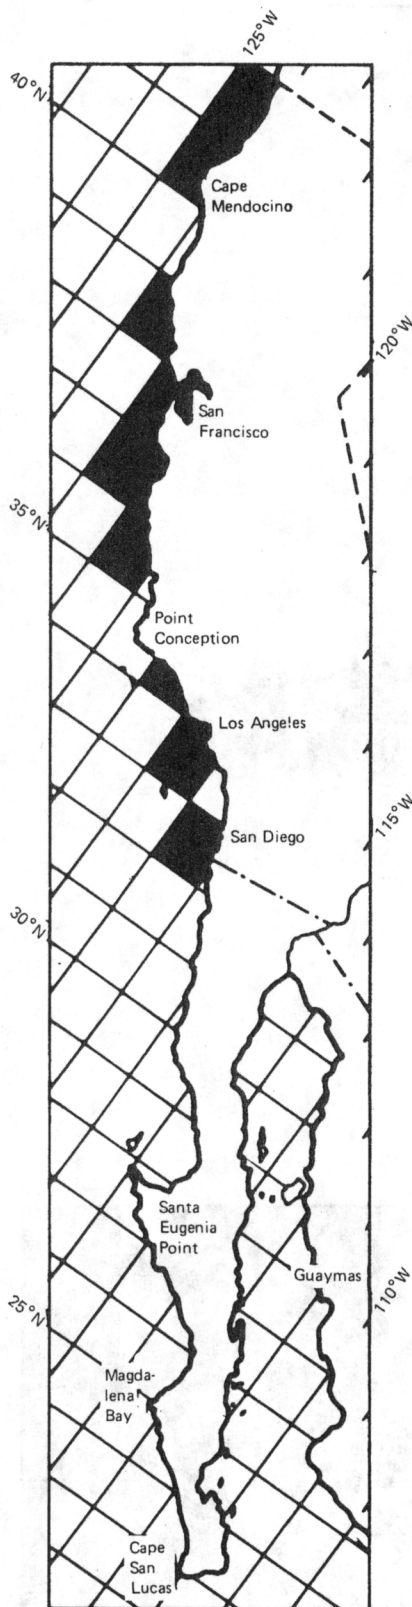 125°W
40°N
Cape
Mendocino
120°W
San
Francisco
35°N
Point
Conception
Los Angeles
115°W
San Diego
30°N
Santa
Eugenia
Point
Guaymas
110°W
25°N
Magda-
lena
Bay
Cape
San
Lucas